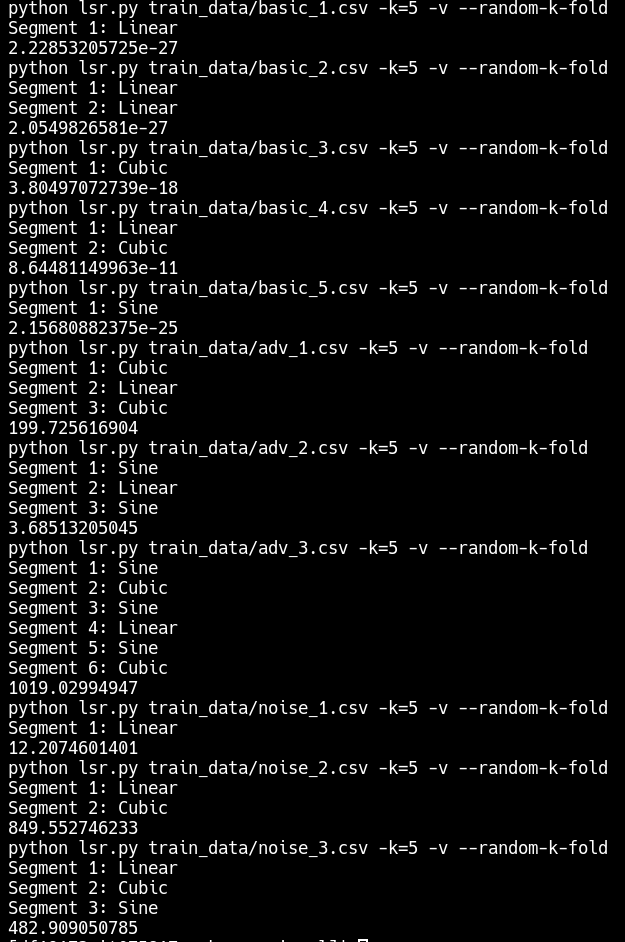 python lsr.py train_data/basic_1.csv -k=5 -v --random-k-fold
Segment 1: Linear
2.22853205725e-27
python lsr.py train_data/basic_2.csv -k=5 -v --random-k-fold
Segment 1: Linear
Segment 2: Linear
2.0549826581e-27
python lsr.py train_data/basic_3.csv -k=5 -v --random-k-fold
Segment 1: Cubic
3.80497072739e-18
python lsr.py train_data/basic_4.csv -k=5 -v --random-k-fold
Segment 1: Linear
Segment 2: Cubic
8.64481149963e-11
python lsr.py train_data/basic_5.csv -k=5 -v --random-k-fold
Segment 1: Sine
2.15680882375e-25
python lsr.py train_data/adv_1.csv -k=5 -v --random-k-fold
Segment 1: Cubic
Segment 2: Linear
Segment 3: Cubic
199.725616904
python lsr.py train_data/adv_2.csv -k=5 -v --random-k-fold
Segment 1: Sine
Segment 2: Linear
Segment 3: Sine
3.68513205045
python lsr.py train_data/adv_3.csv -k=5 -v --random-k-fold
Segment 1: Sine
Segment 2: Cubic
Segment 3: Sine
Segment 4: Linear
Segment 5: Sine
Segment 6: Cubic
1019.02994947
python lsr.py train_data/noise_1.csv -k=5 -v --random-k-fold
Segment 1: Linear
12.2074601401
python lsr.py train_data/noise_2.csv -k=5 -v --random-k-fold
Segment 1: Linear
Segment 2: Cubic
849.552746233
python lsr.py train_data/noise_3.csv -k=5 -v --random-k-fold
Segment 1: Linear
Segment 2: Cubic
Segment 3: Sine
482.909050785